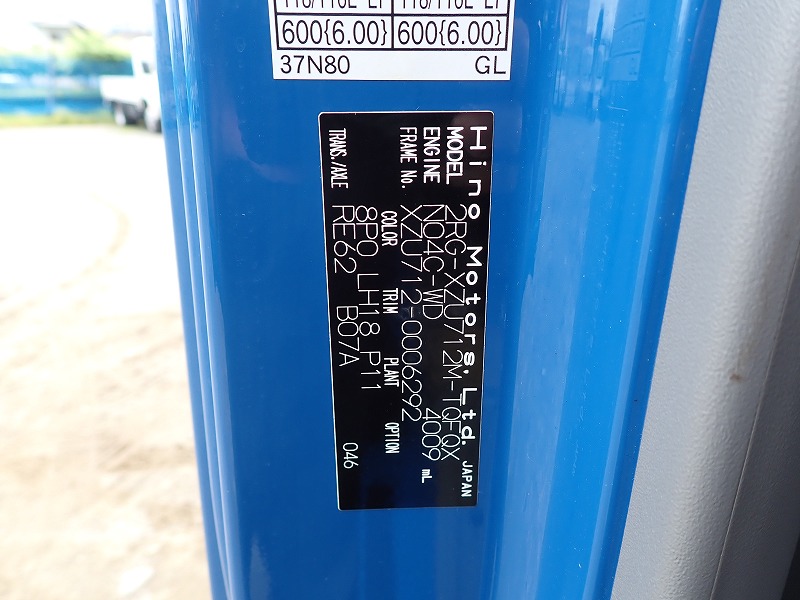 600{6.00} 600{6.00}
37N80 GL
Hino Motors, Ltd. JAPAN
MODEL 2RG-XZU712M-TQFQX
ENGINE N04C-WD 4009 mL
FRAME No. XZU712-0006292
COLOR TRIM PLANT OPTION
8P0 LH18 P11
TRANS./AXLE RE62 B07A 046